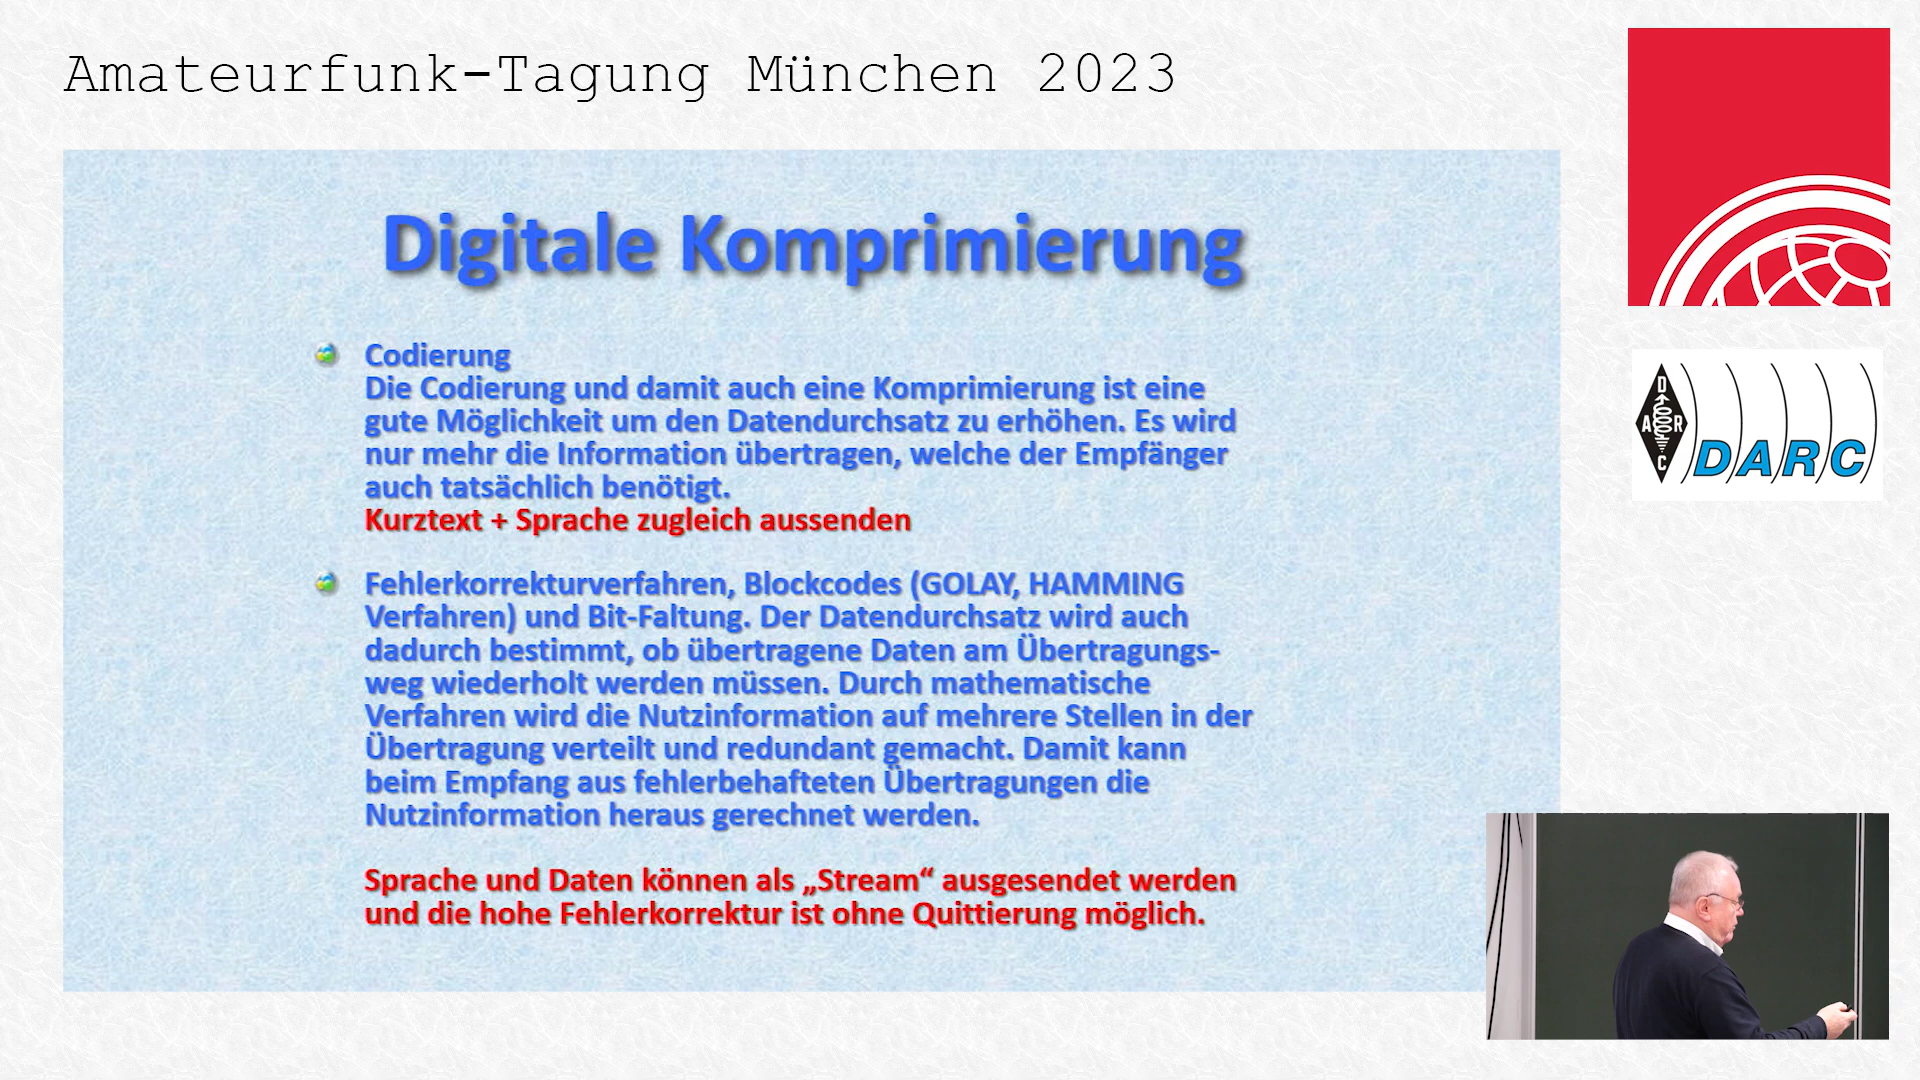 Amateurfunk-Tagung München 2023
Digitale Komprimierung
Codierung
Die Codierung und damit auch eine Komprimierung ist eine
gute Möglichkeit um den Datendurchsatz zu erhöhen. Es wird
nur mehr die Information übertragen, welche der Empfänger
auch tatsächlich benötigt.
Kurztext + Sprache zugleich aussenden
Fehlerkorrekturverfahren, Blockcodes (GOLAY, HAMMING
Verfahren) und Bit-Faltung. Der Datendurchsatz wird auch
dadurch bestimmt, ob übertragene Daten am Übertragungs-
weg wiederholt werden müssen. Durch mathematische
Verfahren wird die Nutzinformation auf mehrere Stellen in der
Übertragung verteilt und redundant gemacht. Damit kann
beim Empfang aus fehlerbehafteten Übertragungen die
Nutzinformation heraus gerechnet werden.
Sprache und Daten können als „Stream“ ausgesendet werden
und die hohe Fehlerkorrektur ist ohne Quittierung möglich.
D
A R
C
DARC